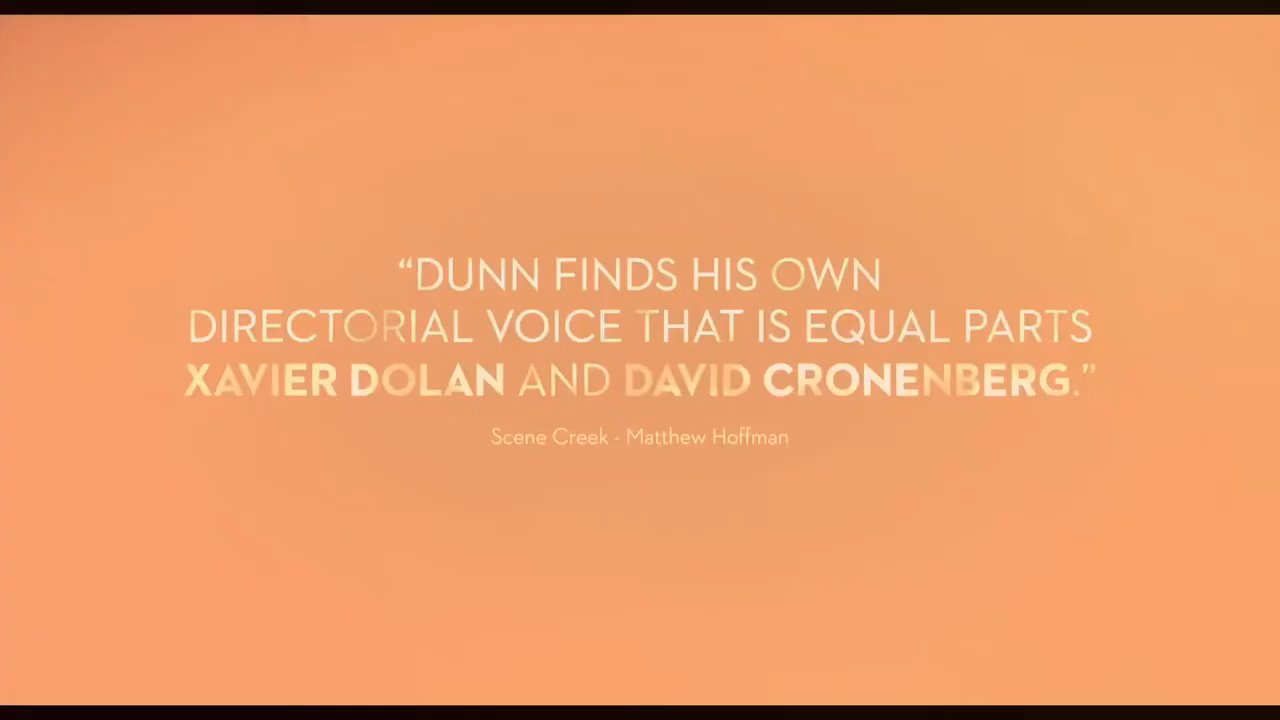 “DUNN FINDS HIS OWN
DIRECTORIAL VOICE THAT IS EQUAL PARTS
XAVIER DOLAN AND DAVID CRONENBERG.”
Scene Creek - Matthew Hoffman